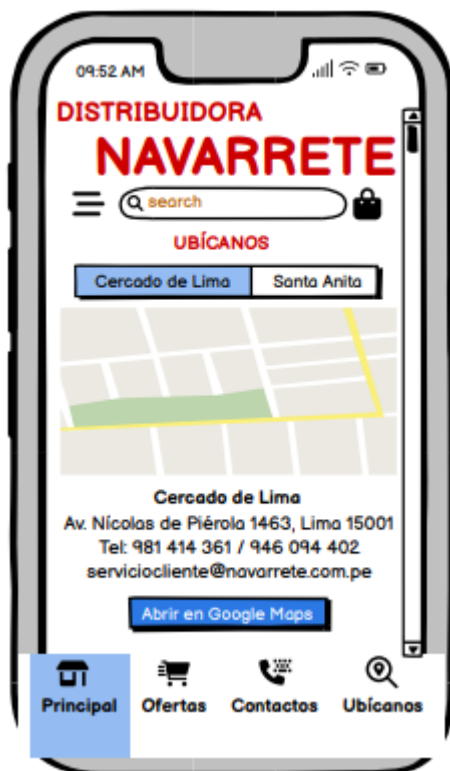 09:52 AM
DISTRIBUIDORA
NAVARRETE
search
UBÍCANOS
Cercado de Lima Santa Anita
Cercado de Lima
Av. Nícolas de Piérola 1463, Lima 15001
Tel: 981 414 361 / 946 094 402
serviciocliente@navarrete.com.pe
Abrir en Google Maps
Principal Ofertas Contactos Ubícanos